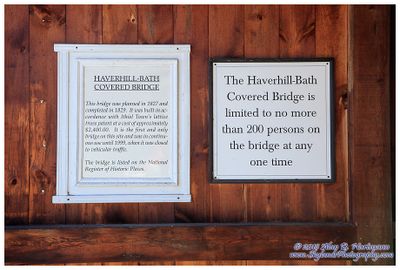 HAVERHILL-BATH
COVERED BRIDGE
This bridge was planned in 1827 and
completed in 1829. It was built in ac-
cordance with Ithiel Town's lattice
truss patent at a cost of approximately
$2,400.00. It is the first and only
bridge on this site and was in continu-
ous use until 1999, when it was closed
to vehicular traffic.
The bridge is listed on the National
Register of Historic Places.
The Haverhill-Bath
Covered Bridge is
limited to no more
than 200 persons on
the bridge at any
one time